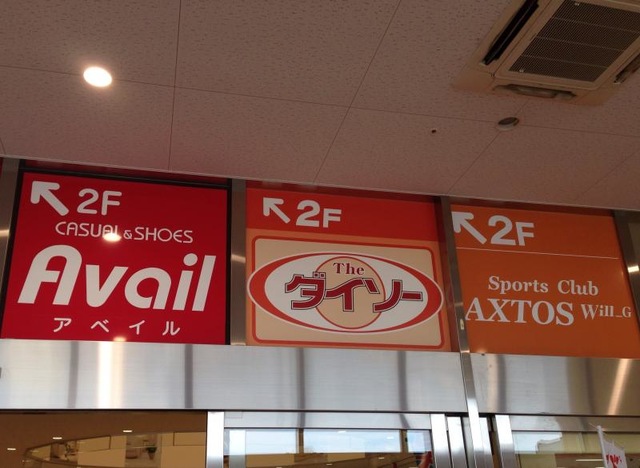 2F
CASUAL & SHOES
Avail
アベイル
2F
The
ダイソー
2F
Sports Club
AXTOS Will_G